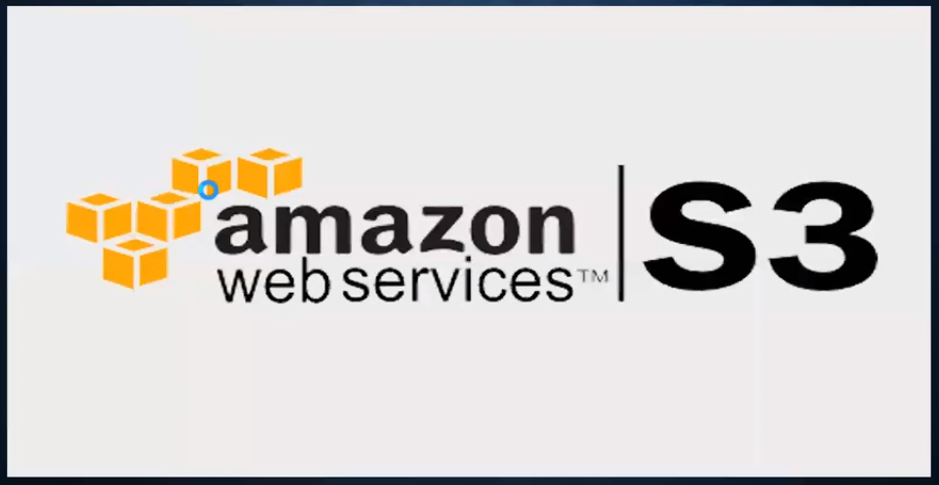 amazon
web services™
S3